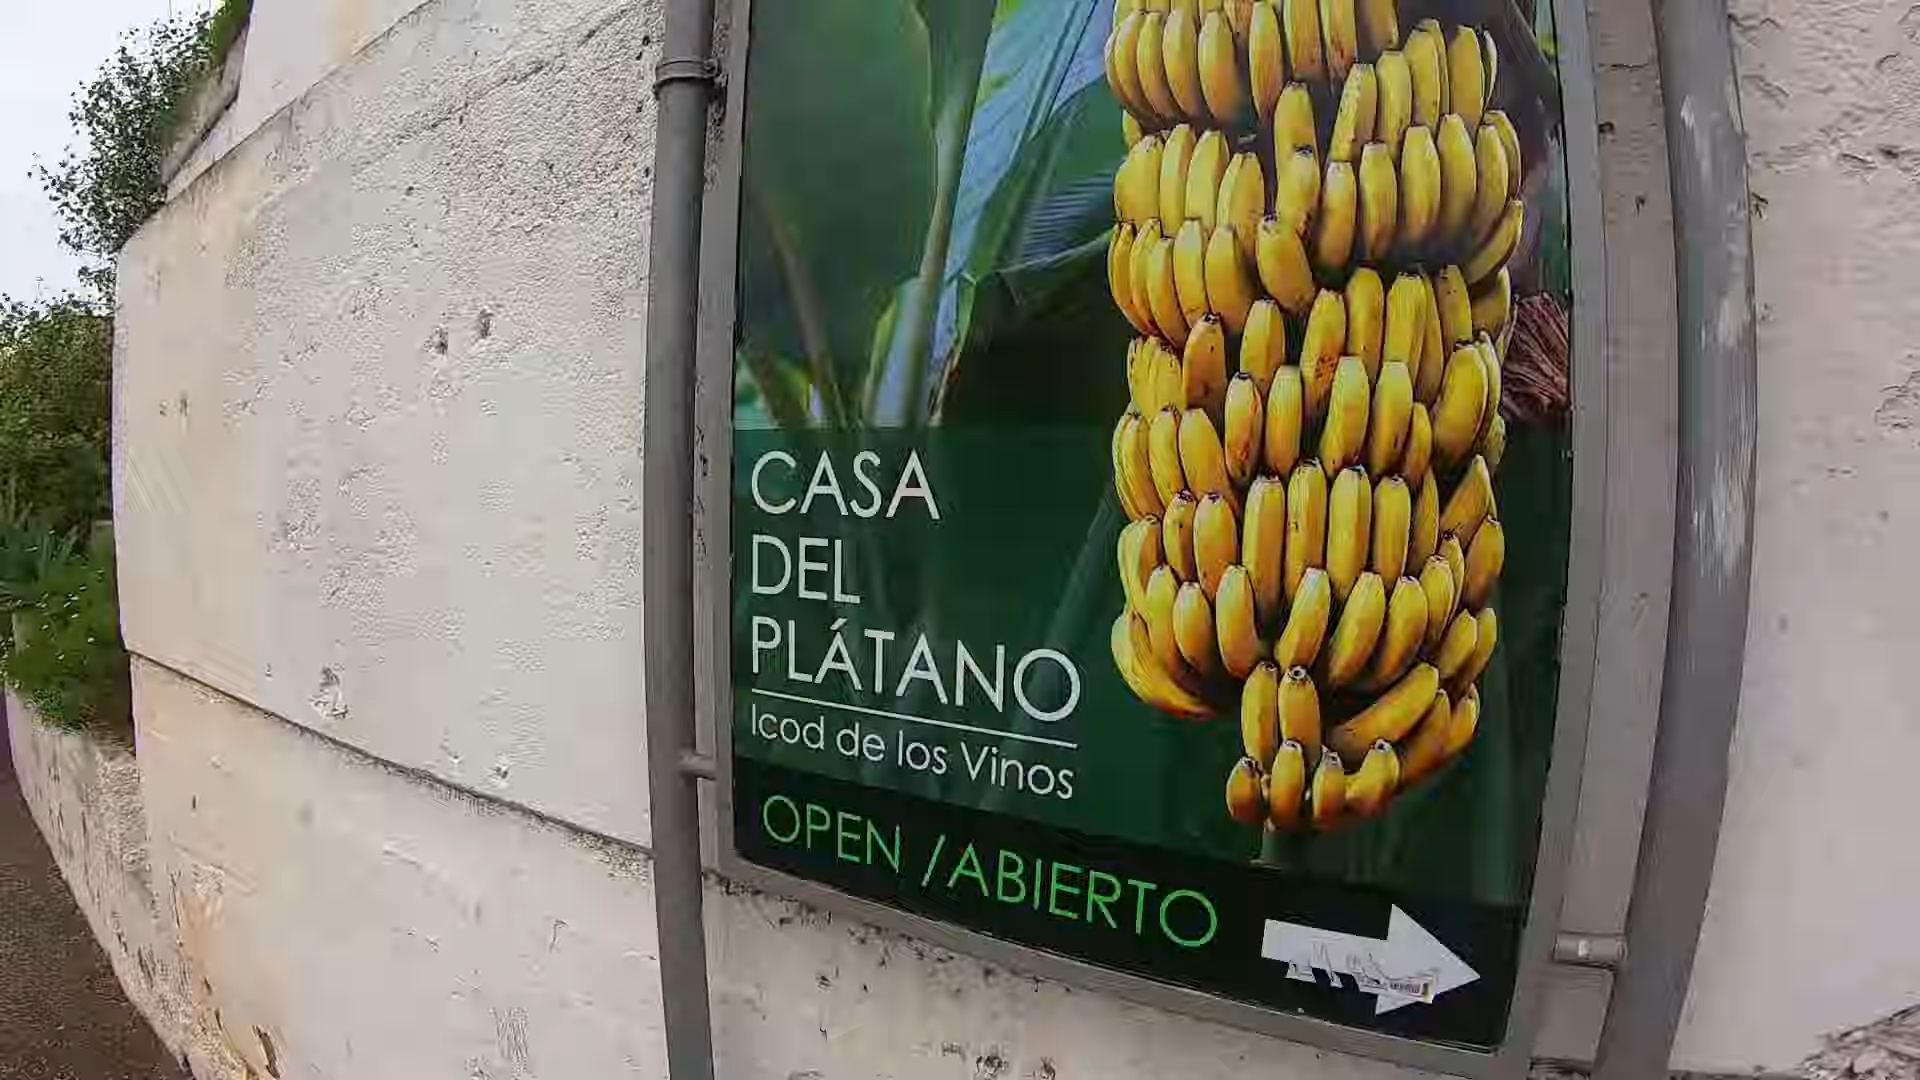 CASA
DEL
PLÁTANO
Icod de los Vinos
OPEN /ABIERTO